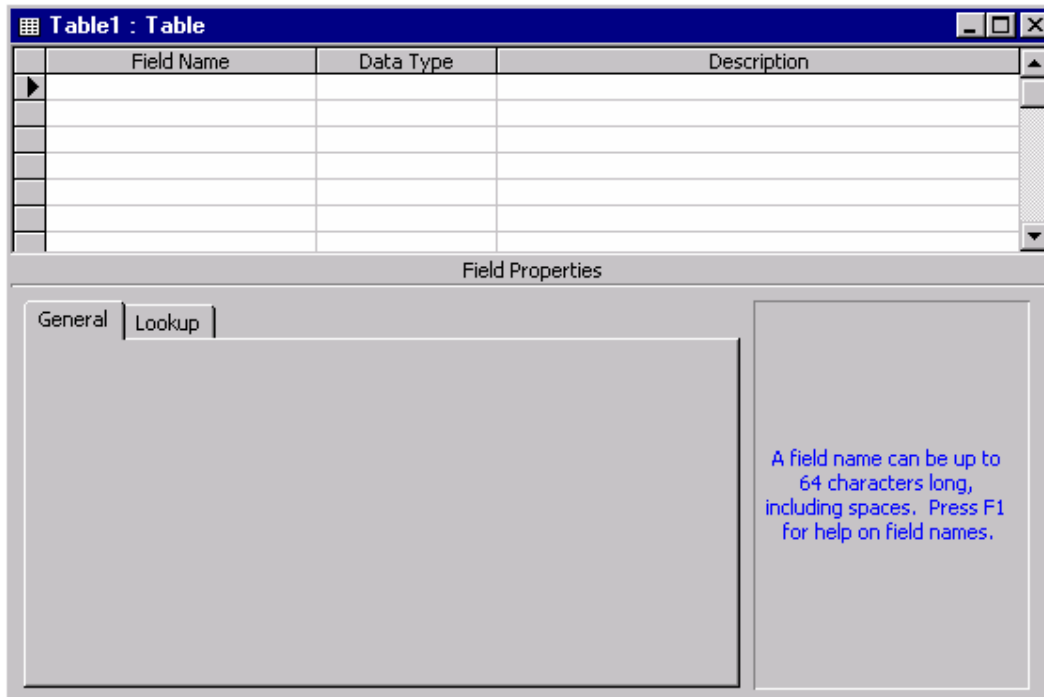 Table1 : Table
Field Name Data Type Description
Field Properties
General Lookup
A field name can be up to
64 characters long,
including spaces.  Press F1
for help on field names.